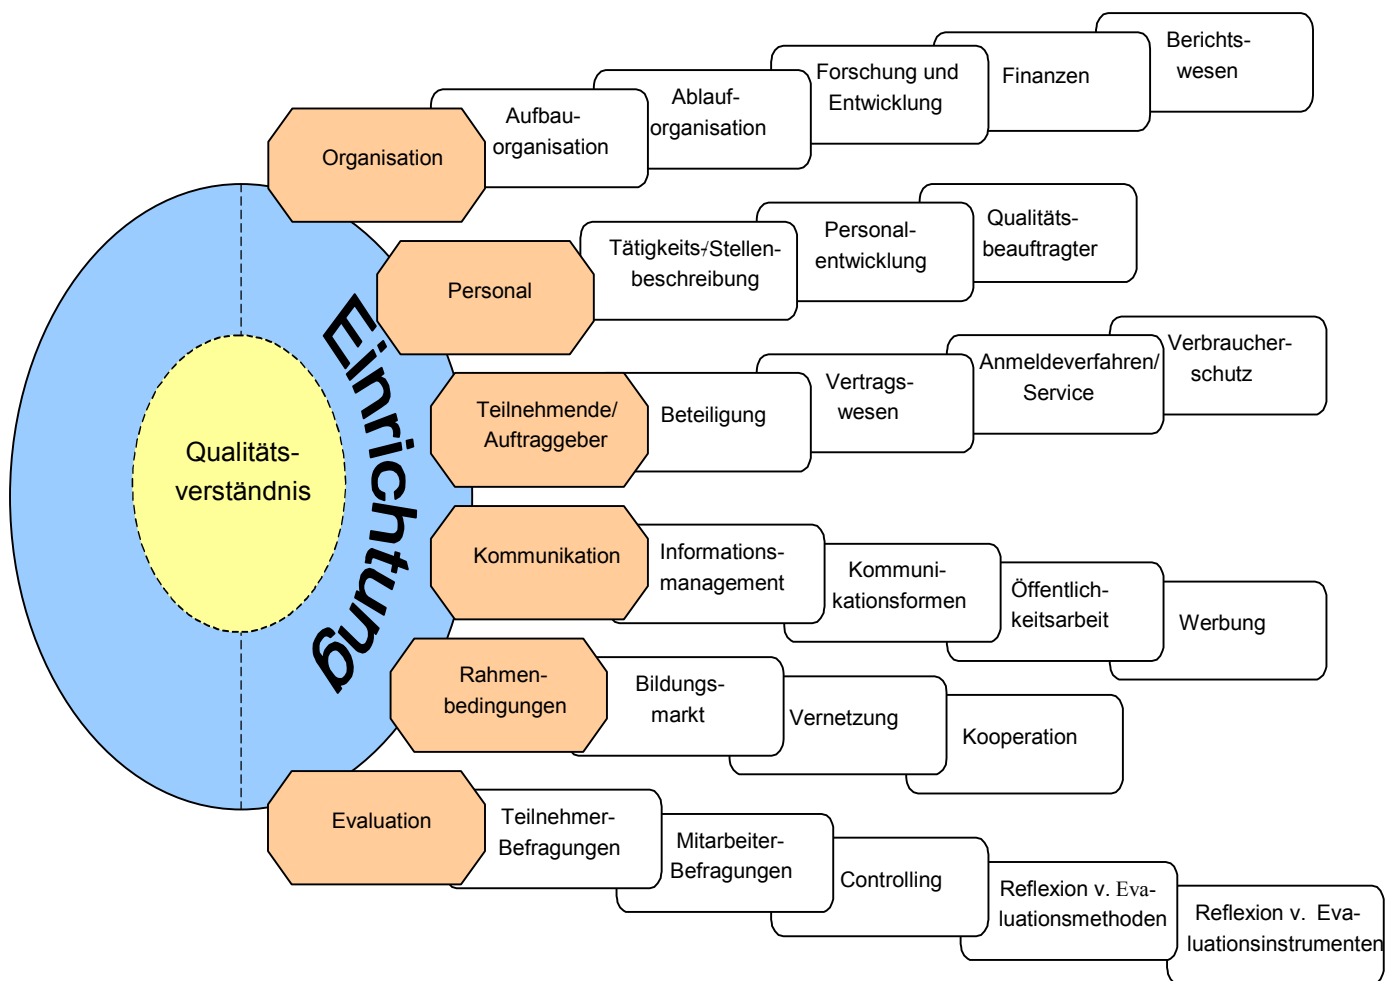 Organisation
Aufbau-
organisation
Ablauf-
organisation
Forschung und
Entwicklung
Finanzen
Berichts-
wesen
Personal
Tätigkeits-/Stellen-
beschreibung
Personal-
entwicklung
Qualitäts-
beauftragter
Teilnehmende/
Auftraggeber
Beteiligung
Vertrags-
wesen
Anmeldeverfahren/
Service
Verbraucher-
schutz
Qualitäts-
verständnis
Einrichtung
Kommunikation
Informations-
management
Kommuni-
kationsformen
Öffentlich-
keitsarbeit
Werbung
Rahmen-
bedingungen
Bildungs-
markt
Vernetzung
Kooperation
Evaluation
Teilnehmer-
Befragungen
Mitarbeiter-
Befragungen
Controlling
Reflexion v. Eva-
luationsmethoden
Reflexion v. Eva-
luationsinstrumenten